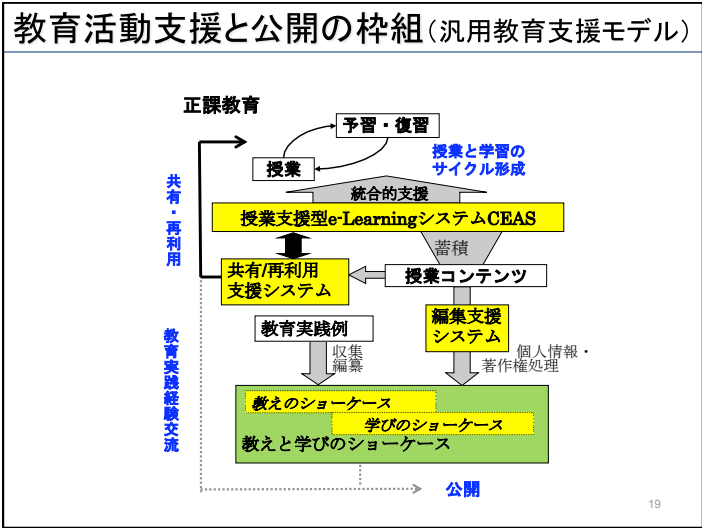 教育活動支援と公開の枠組(汎用教育支援モデル)
正課教育
予習・復習
授業
授業と学習の
サイクル形成
共有・再利用
統合的支援
授業支援型e-LearningシステムCEAS
蓄積
共有/再利用
支援システム
授業コンテンツ
編集支援
システム
教育実践例
収集
編纂
個人情報・
著作権処理
教育実践経験交流
教えのショーケース
学びのショーケース
教えと学びのショーケース
公開
19